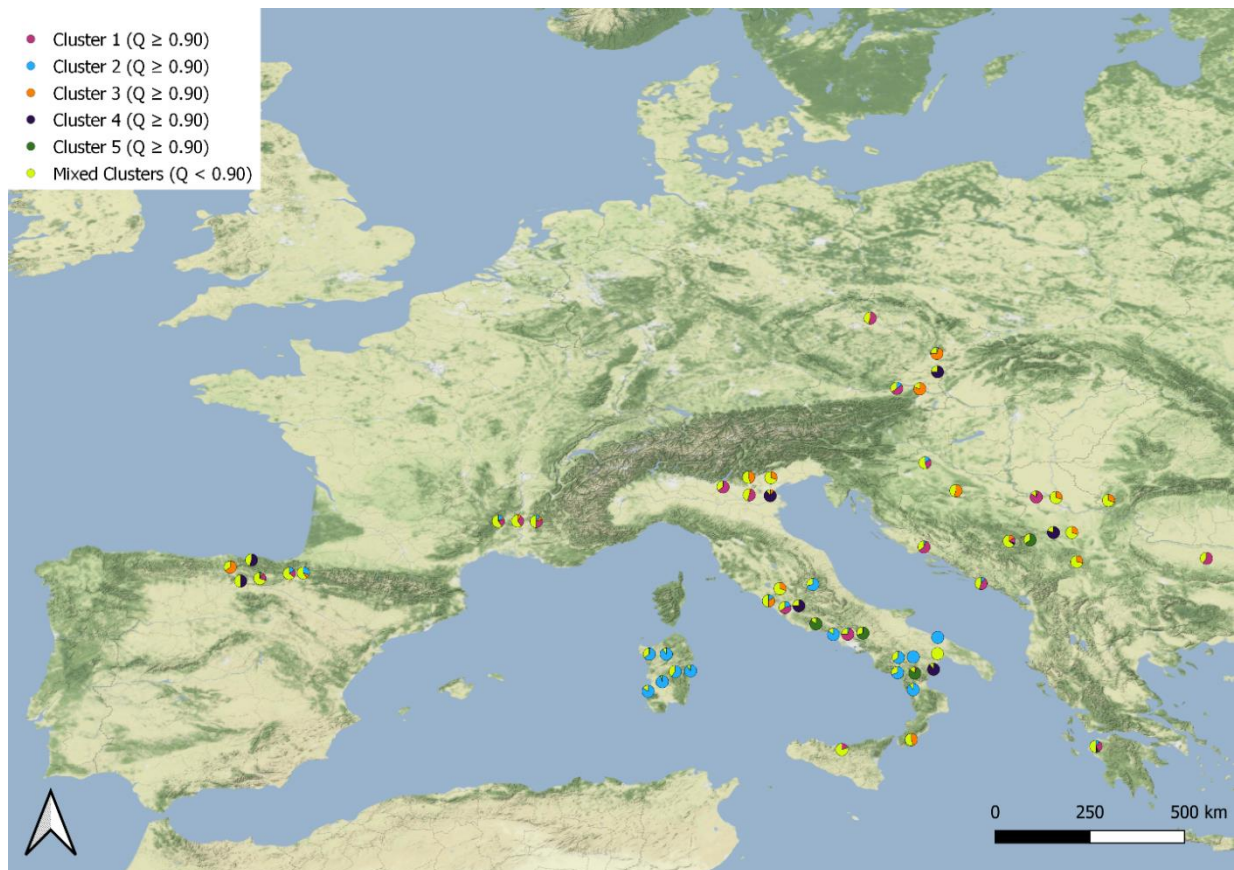 Cluster 1 (Q ≥ 0.90)
Cluster 2 (Q ≥ 0.90)
Cluster 3 (Q ≥ 0.90)
Cluster 4 (Q ≥ 0.90)
Cluster 5 (Q ≥ 0.90)
Mixed Clusters (Q < 0.90)
0 250 500 km